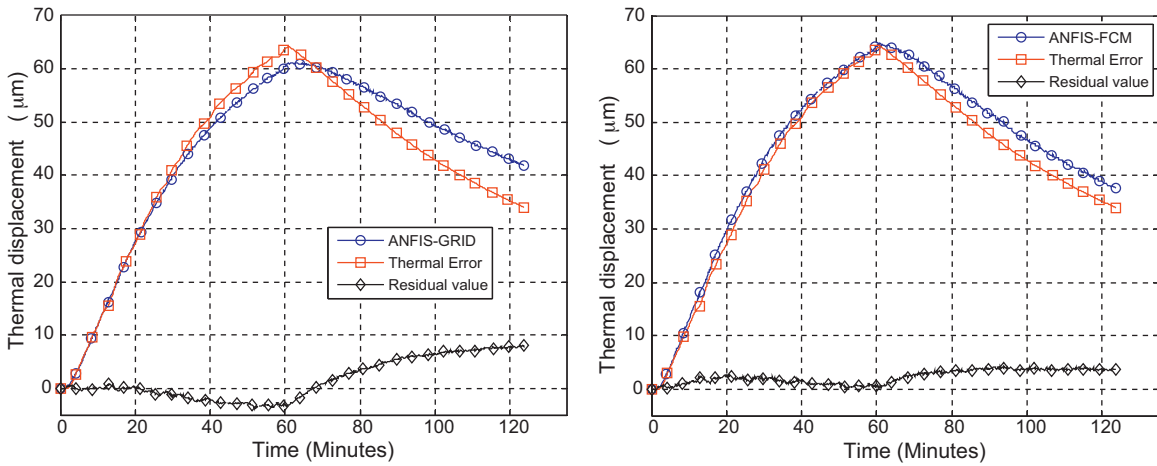 70
60
50
40
30
20
10
0
Thermal displacement ( μm)
ANFIS-GRID
Thermal Error
Residual value
0 20 40 60 80 100 120
Time (Minutes)
70
60
50
40
30
20
10
0
Thermal displacement ( μm)
ANFIS-FCM
Thermal Error
Residual value
0 20 40 60 80 100 120
Time (Minutes)